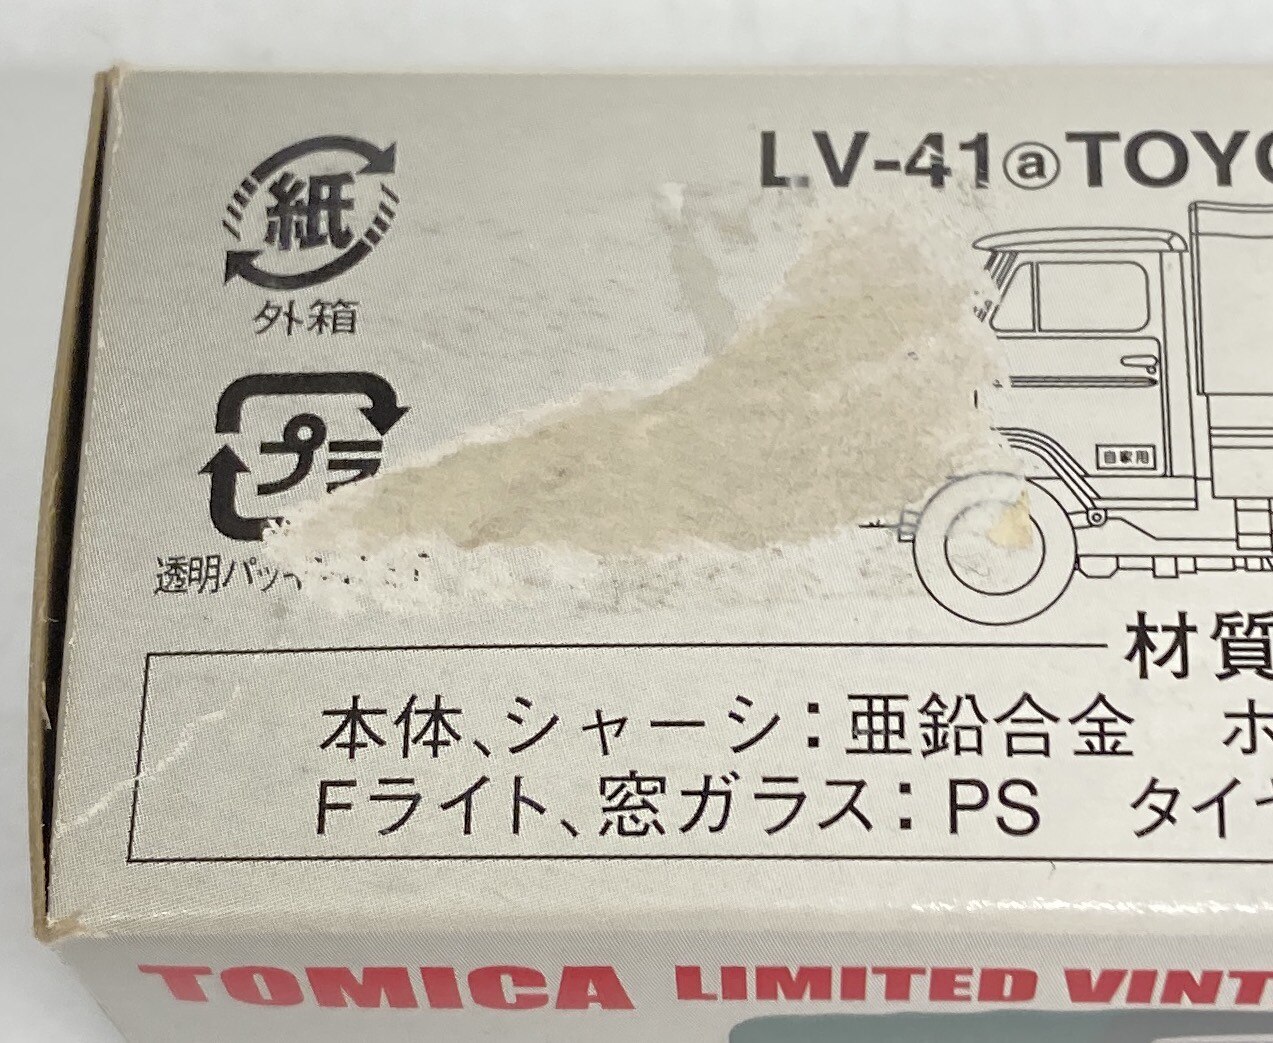 LV-41ⓐTOYO
紙
外箱
プラ
透明パッ
自家用
材質
本体、シャーシ：亜鉛合金 ホ
Fライト、窓ガラス：PS タイヤ
TOMICA LIMITED VINT